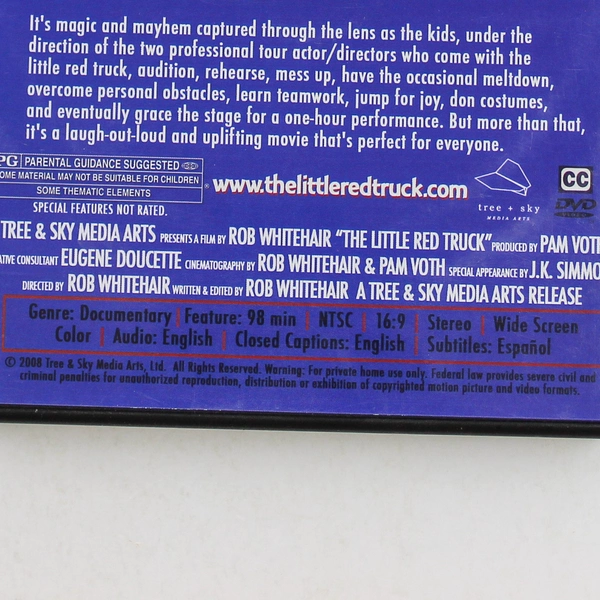 It's magic and mayhem captured through the lens as the kids, under the
direction of the two professional tour actor/directors who come with the
little red truck, audition, rehearse, mess up, have the occasional meltdown,
overcome personal obstacles, learn teamwork, jump for joy, don costumes,
and eventually grace the stage for a one-hour performance. But more than that,
it's a laugh-out-loud and uplifting movie that's perfect for everyone.
PG PARENTAL GUIDANCE SUGGESTED
OME MATERIAL MAY NOT BE SUITABLE FOR CHILDREN
SOME THEMATIC ELEMENTS
SPECIAL FEATURES NOT RATED.
www.thelittleredtruck.com
tree + sky
MEDIA ARTS
CC
DVD
VIDEO
TREE & SKY MEDIA ARTS PRESENTS A FILM BY ROB WHITEHAIR "THE LITTLE RED TRUCK" PRODUCED BY PAM VOTH
ATIVE CONSULTANT EUGENE DOUCETTE CINEMATOGRAPHY BY ROB WHITEHAIR & PAM VOTH SPECIAL APPEARANCE BY J.K. SIMMO
DIRECTED BY ROB WHITEHAIR WRITTEN & EDITED BY ROB WHITEHAIR A TREE & SKY MEDIA ARTS RELEASE
Genre: Documentary | Feature: 98 min | NTSC | 16:9 | Stereo | Wide Screen
Color | Audio: English | Closed Captions: English | Subtitles: Español
© 2008 Tree & Sky Media Arts, Ltd. All Rights Reserved. Warning: For private home use only. Federal law provides severe civil and
criminal penalties for unauthorized reproduction, distribution or exhibition of copyrighted motion picture and video formats.